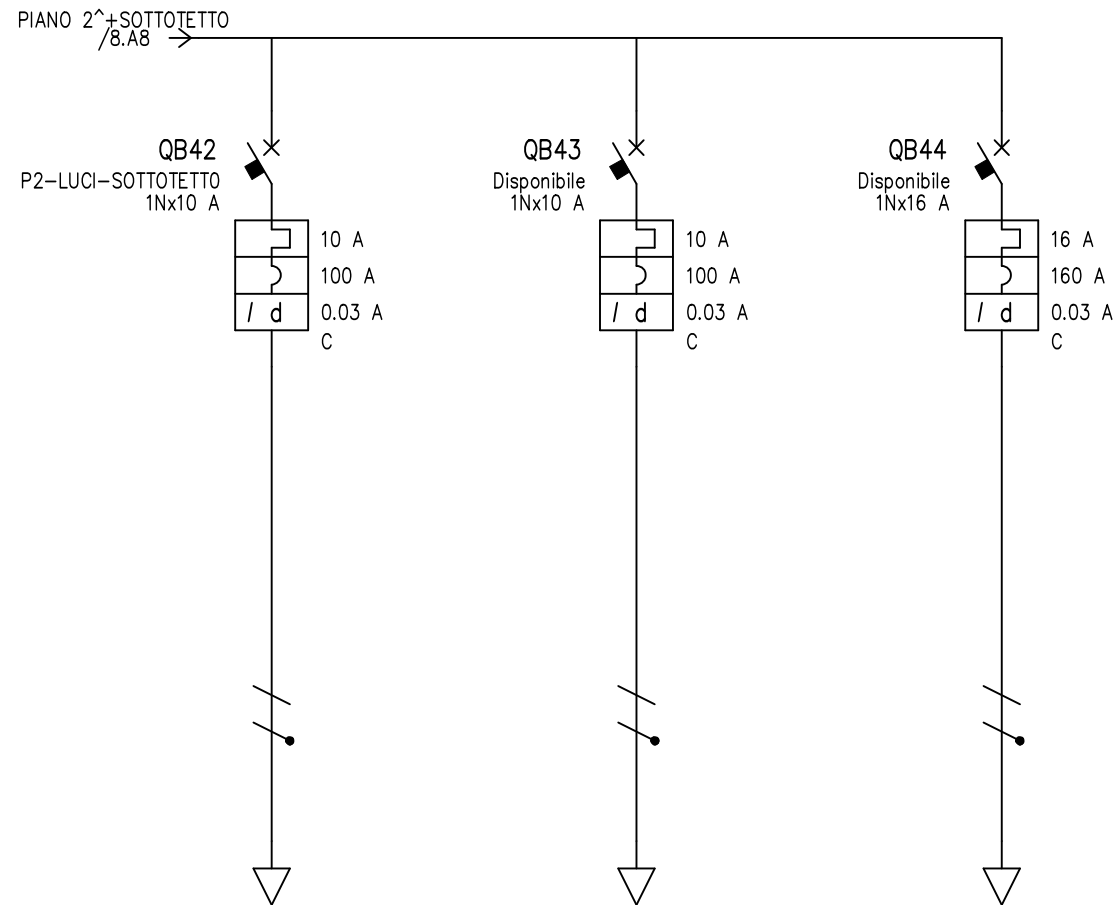 PIANO 2^+SOTTOTETTO
/8.A8
QB42
P2-LUCI-SOTTOTETTO
1Nx10 A
10 A
100 A
I d
0.03 A
C
QB43
Disponibile
1Nx10 A
10 A
100 A
I d
0.03 A
C
QB44
Disponibile
1Nx16 A
16 A
160 A
I d
0.03 A
C